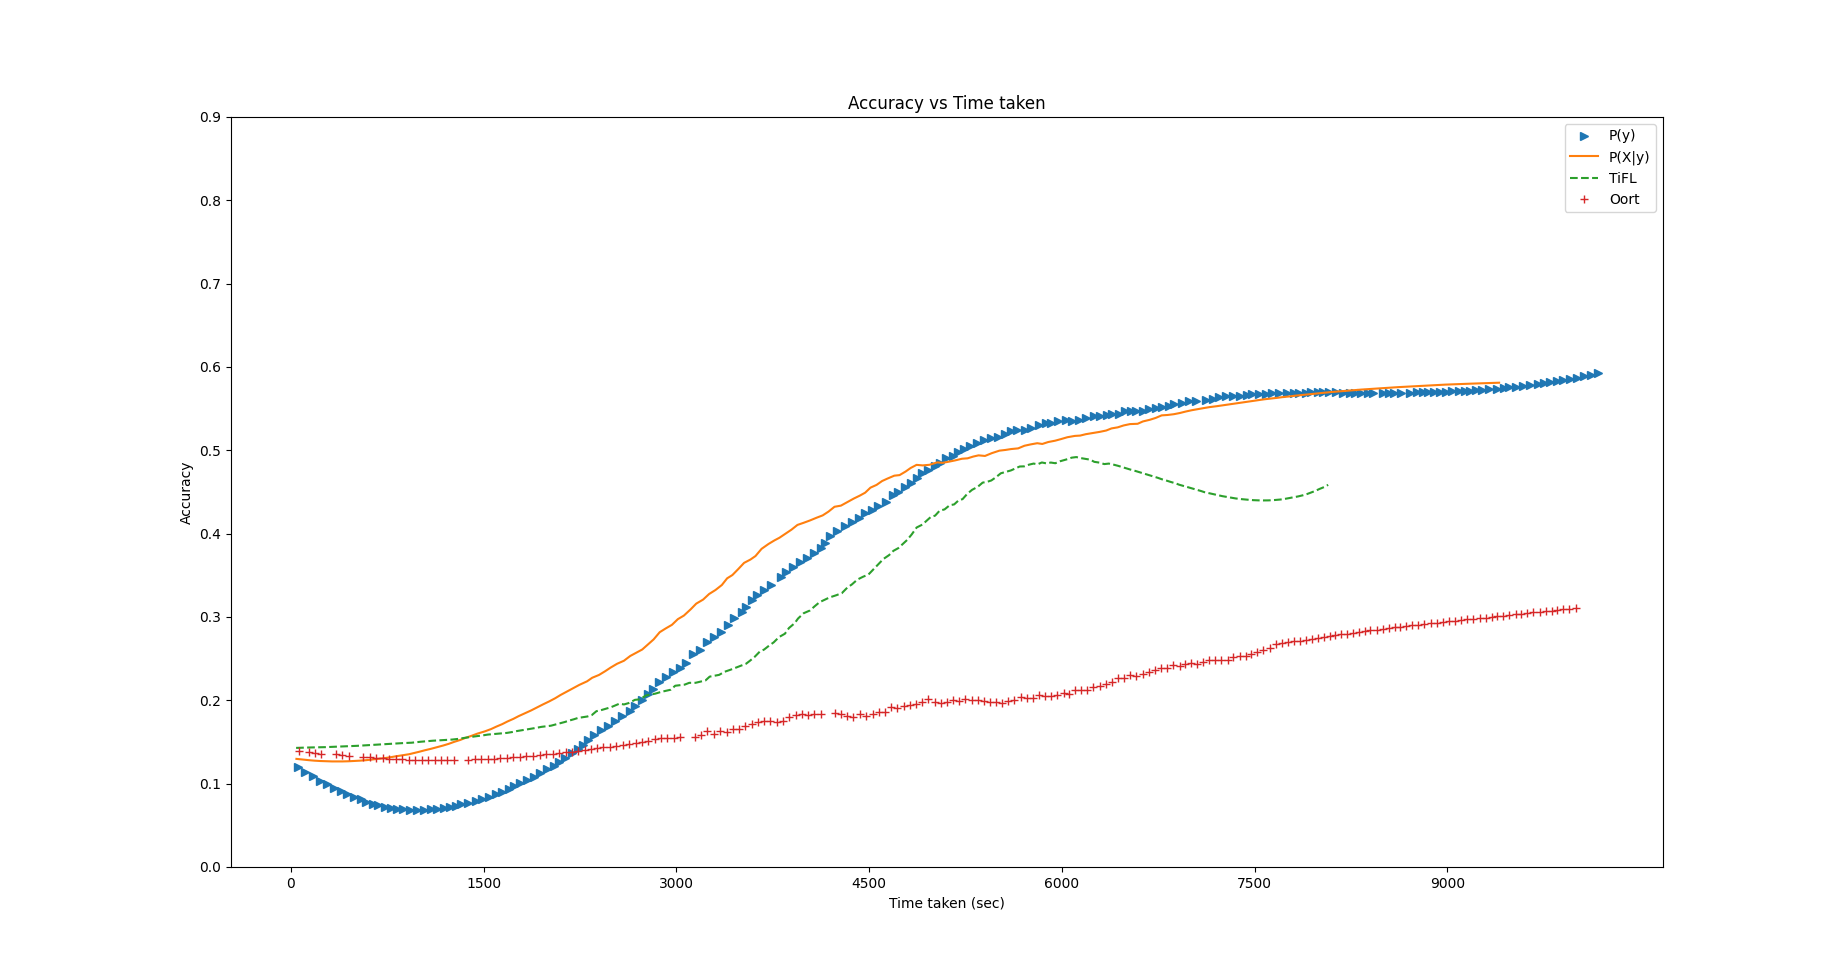 Accuracy vs Time taken
P(y)
P(X|y)
TiFL
Oort
0.9
0.8
0.7
0.6
0.5
0.4
0.3
0.2
0.1
0.0
Accuracy
0 1500 3000 4500 6000 7500 9000
Time taken (sec)